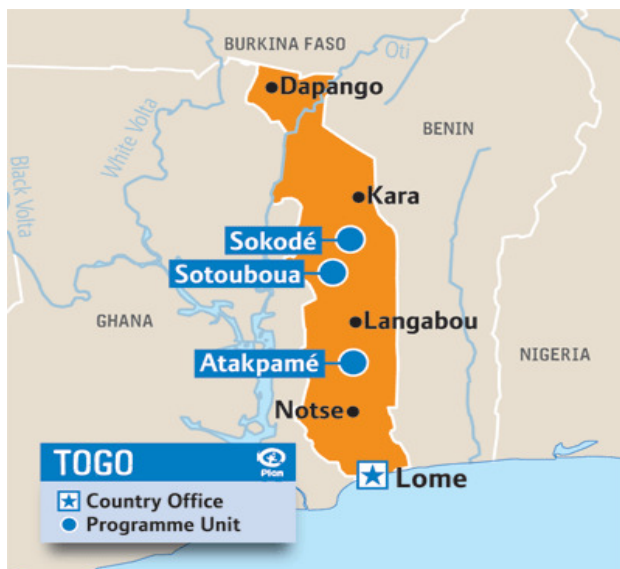 BURKINA FASO
Oti
Dapango
White Volta
BENIN
Black Volta
Kara
Sokodé
Sotouboua
GHANA
Langabou
NIGERIA
Atakpamé
Notse
TOGO
Plan
Lome
Country Office
Programme Unit